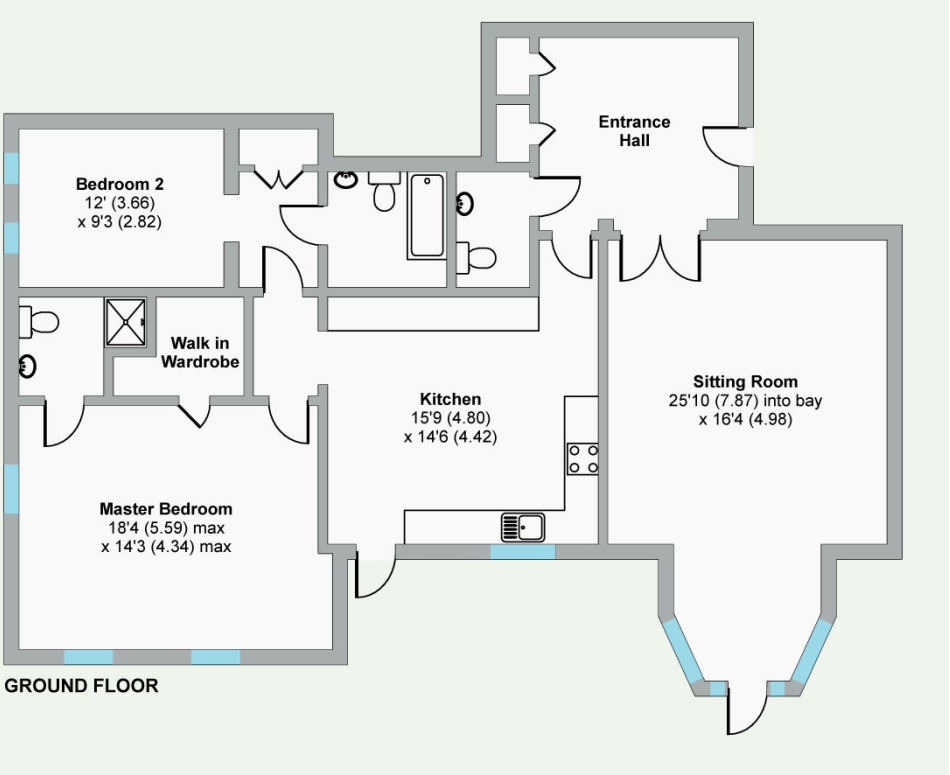 Entrance
Hall
Bedroom 2
12' (3.66)
x 9'3 (2.82)
Walk in
Wardrobe
Kitchen
15'9 (4.80)
x 14'6 (4.42)
Sitting Room
25'10 (7.87) into bay
x 16'4 (4.98)
Master Bedroom
18'4 (5.59) max
x 14'3 (4.34) max
GROUND FLOOR